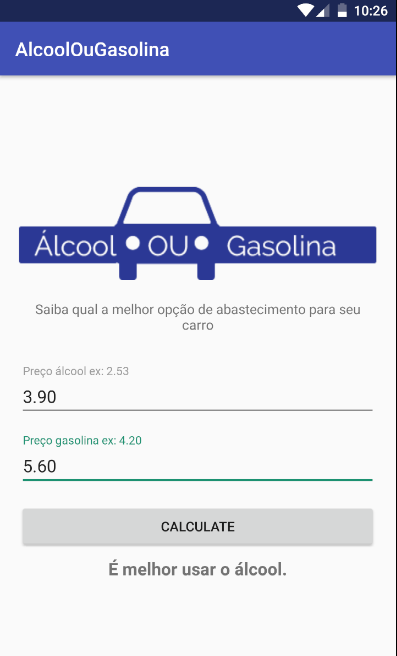 10:26
AlcoolOuGasolina
Álcool OU Gasolina
Saiba qual a melhor opção de abastecimento para seu
carro
Preço álcool ex: 2.53
3.90
Preço gasolina ex: 4.20
5.60
CALCULATE
É melhor usar o álcool.